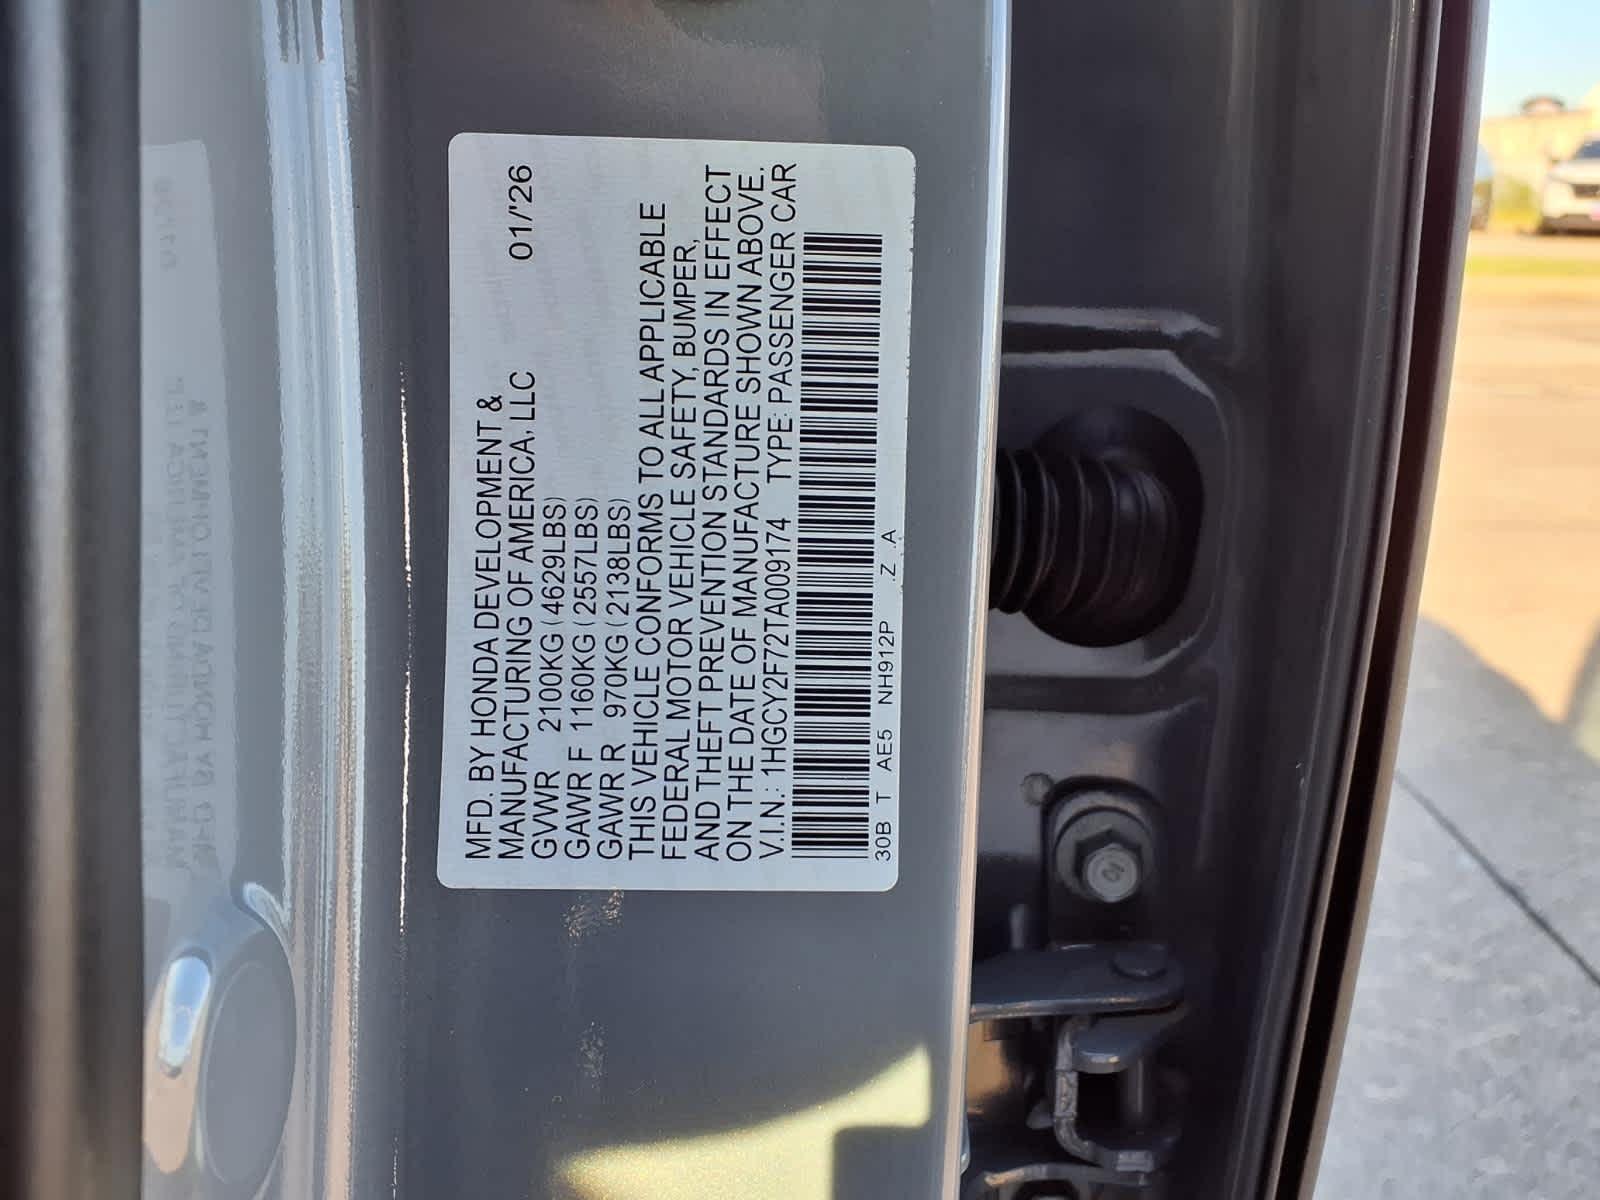 MFD. BY HONDA DEVELOPMENT &
MANUFACTURING OF AMERICA, LLC 01/'26
GVWR 2100KG (4629LBS)
GAWR F 1160KG (2557LBS)
GAWR R 970KG (2138LBS)
THIS VEHICLE CONFORMS TO ALL APPLICABLE
FEDERAL MOTOR VEHICLE SAFETY, BUMPER,
AND THEFT PREVENTION STANDARDS IN EFFECT
ON THE DATE OF MANUFACTURE SHOWN ABOVE.
V.I.N.: 1HGCY2F72TA009174 TYPE: PASSENGER CAR
30B T AE5 NH912P .Z .A